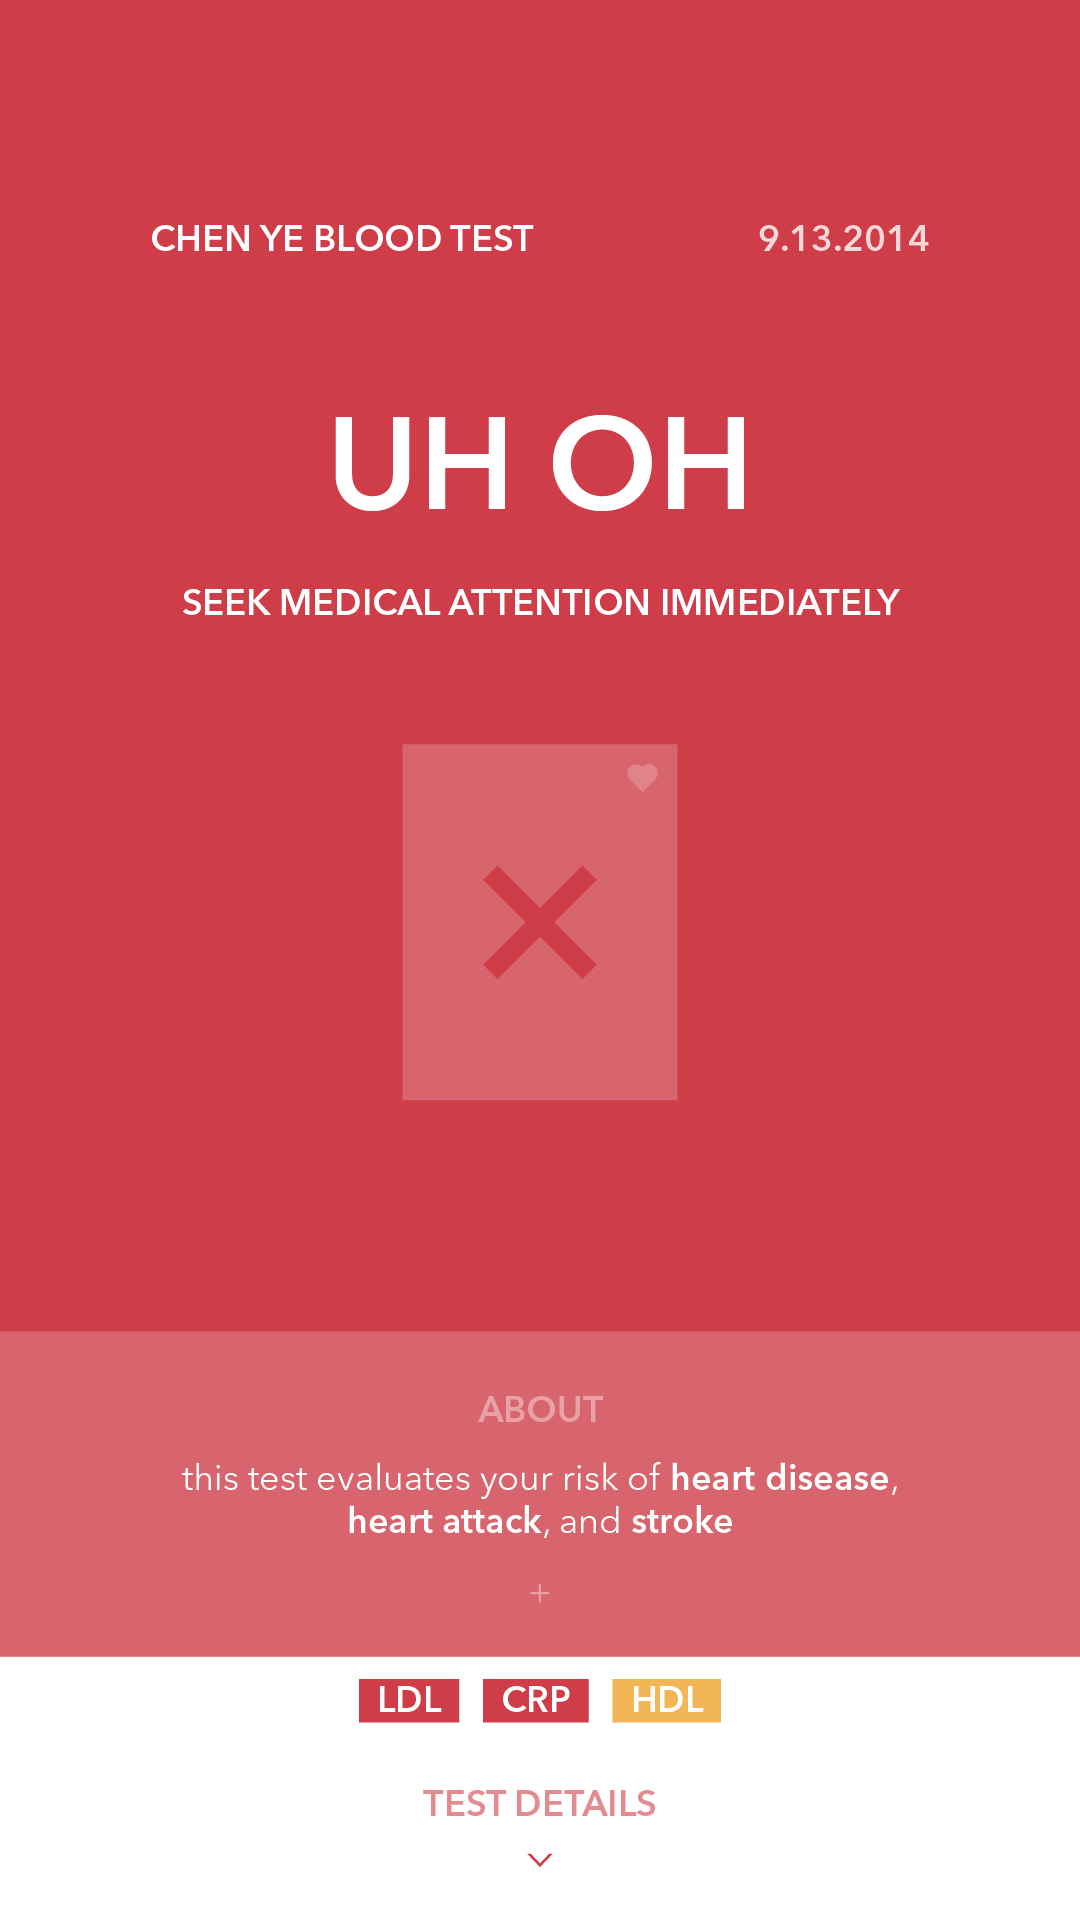 CHEN YE BLOOD TEST 9.13.2014
UH OH
SEEK MEDICAL ATTENTION IMMEDIATELY
ABOUT
this test evaluates your risk of heart disease,
heart attack, and stroke
+
LDL CRP HDL
TEST DETAILS